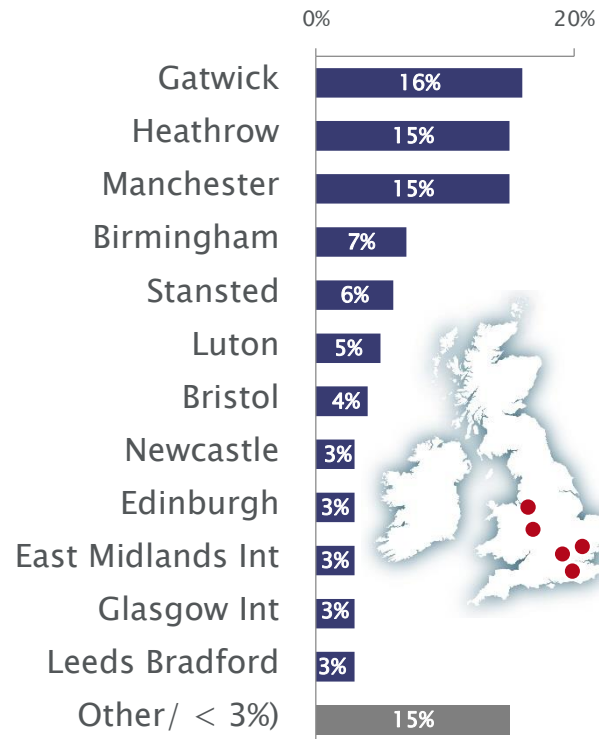 0% 20%
Gatwick 16%
Heathrow 15%
Manchester 15%
Birmingham 7%
Stansted 6%
Luton 5%
Bristol 4%
Newcastle 3%
Edinburgh 3%
East Midlands Int 3%
Glasgow Int 3%
Leeds Bradford 3%
Other/ < 3%) 15%